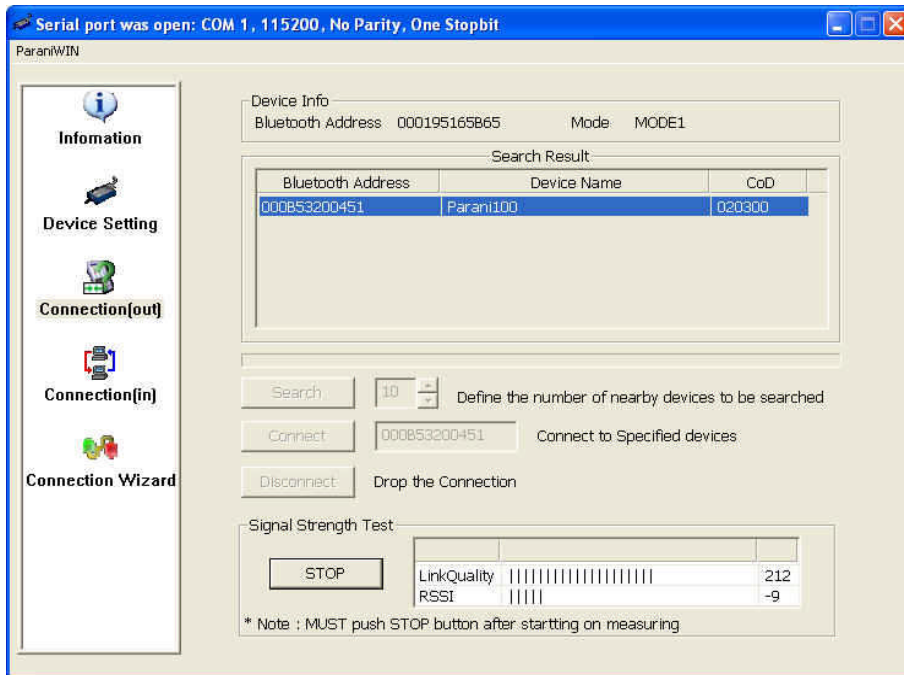 Serial port was open: COM 1, 115200, No Parity, One Stopbit
ParaniWIN
Infomation
Device Setting
Connection(out)
Connection(in)
Connection Wizard
Device Info
Bluetooth Address 000195165B65 Mode MODE1
Search Result
Bluetooth Address Device Name CoD
000B53200451 Parani100 020300
Search 10 Define the number of nearby devices to be searched
Connect 000B53200451 Connect to Specified devices
Disconnect Drop the Connection
Signal Strength Test
STOP
LinkQuality |||||||||||||||||||| 212
RSSI ||||| -9
* Note : MUST push STOP button after startting on measuring